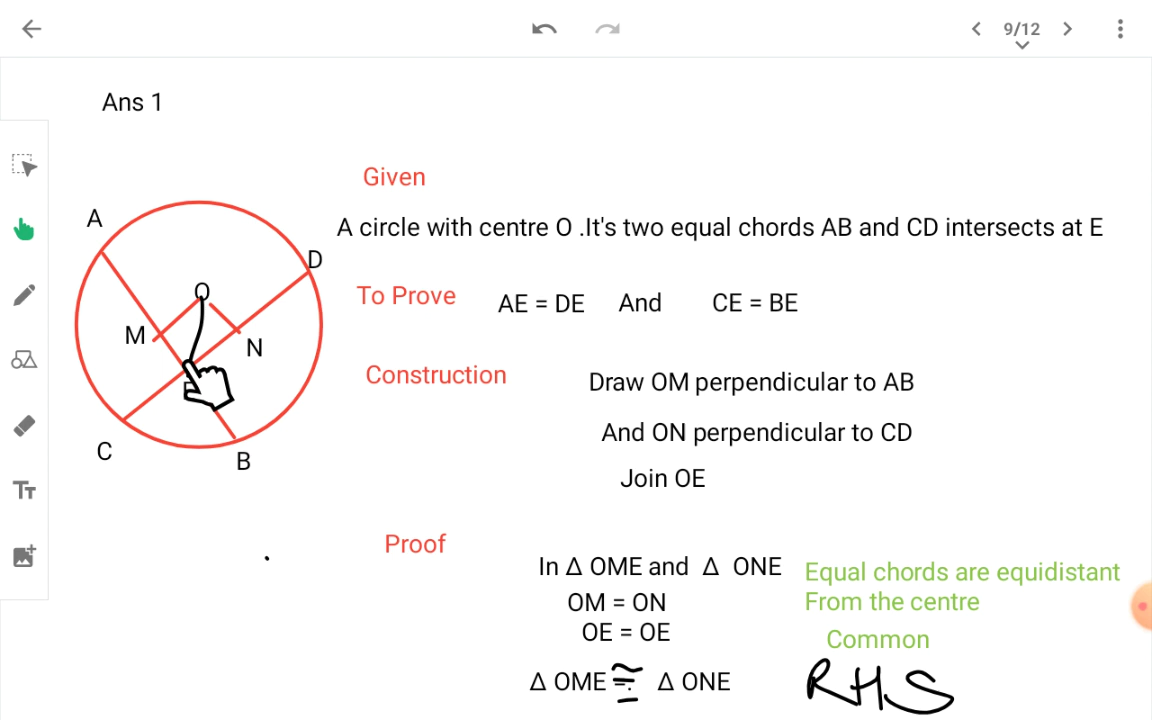 9/12
Ans 1
Given
A circle with centre O .It's two equal chords AB and CD intersects at E
To Prove AE = DE And CE = BE
Construction Draw OM perpendicular to AB
And ON perpendicular to CD
Join OE
Proof
In Δ OME and Δ ONE
OM = ON
OE = OE
Δ OME ≅ Δ ONE
Equal chords are equidistant
From the centre
Common
RHS
A
D
O
M
N
C
B
TT